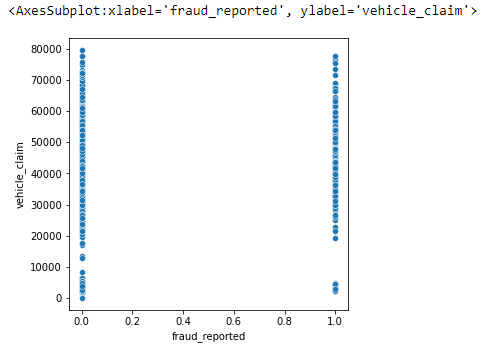 <AxesSubplot:xlabel='fraud_reported', ylabel='vehicle_claim'>
80000
70000
60000
50000
40000
30000
20000
10000
0
vehicle_claim
0.0 0.2 0.4 0.6 0.8 1.0
fraud_reported